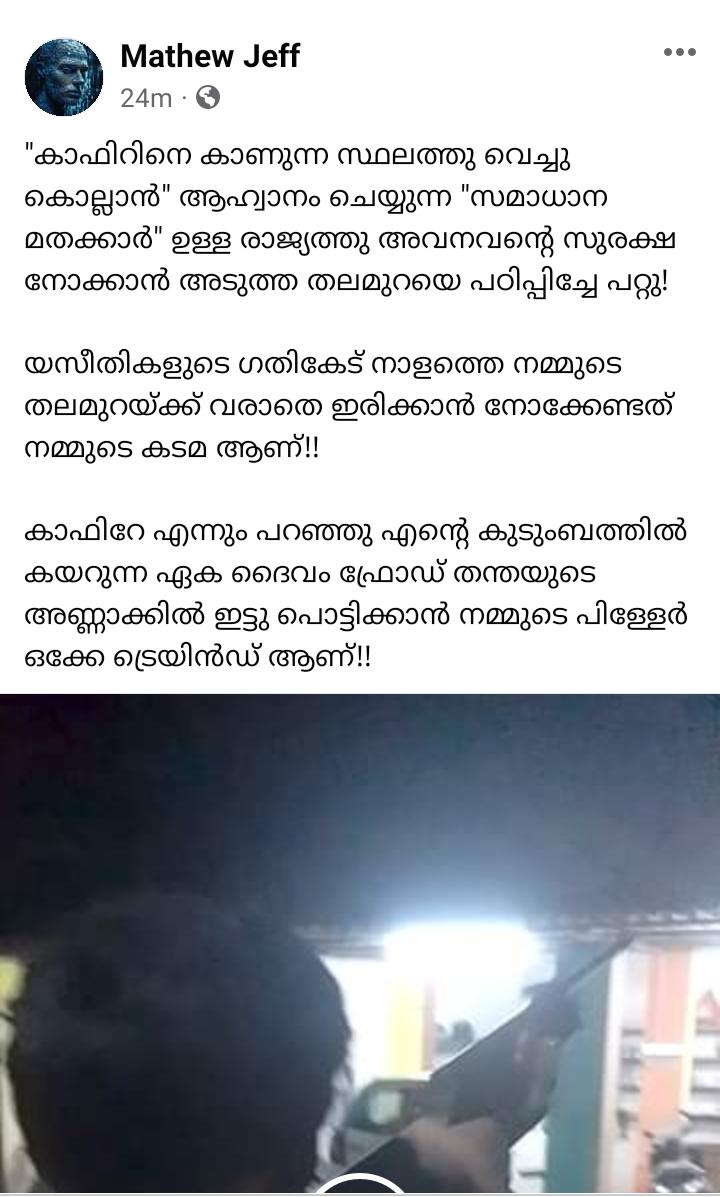 Mathew Jeff
24m ·
"കാഫിറിനെ കാണുന്ന സ്ഥലത്തു വെച്ചു
കൊല്ലാൻ" ആഹ്വാനം ചെയ്യുന്ന "സമാധാന
മതക്കാർ" ഉള്ള രാജ്യത്തു അവനവന്റെ സുരക്ഷ
നോക്കാൻ അടുത്ത തലമുറയെ പഠിപ്പിച്ചേ പറ്റു!
യസീതികളുടെ ഗതികേട് നാളത്തെ നമ്മുടെ
തലമുറയ്ക്ക് വരാതെ ഇരിക്കാൻ നോക്കേണ്ടത്
നമ്മുടെ കടമ ആണ്!!
കാഫിറേ എന്നും പറഞ്ഞു എന്റെ കുടുംബത്തിൽ
കയറുന്ന ഏക ദൈവം ഫ്രോഡ് തന്തയുടെ
അണ്ണാക്കിൽ ഇട്ടു പൊട്ടിക്കാൻ നമ്മുടെ പിള്ളേർ
ഒക്കേ ട്രെയിൻഡ് ആണ്!!